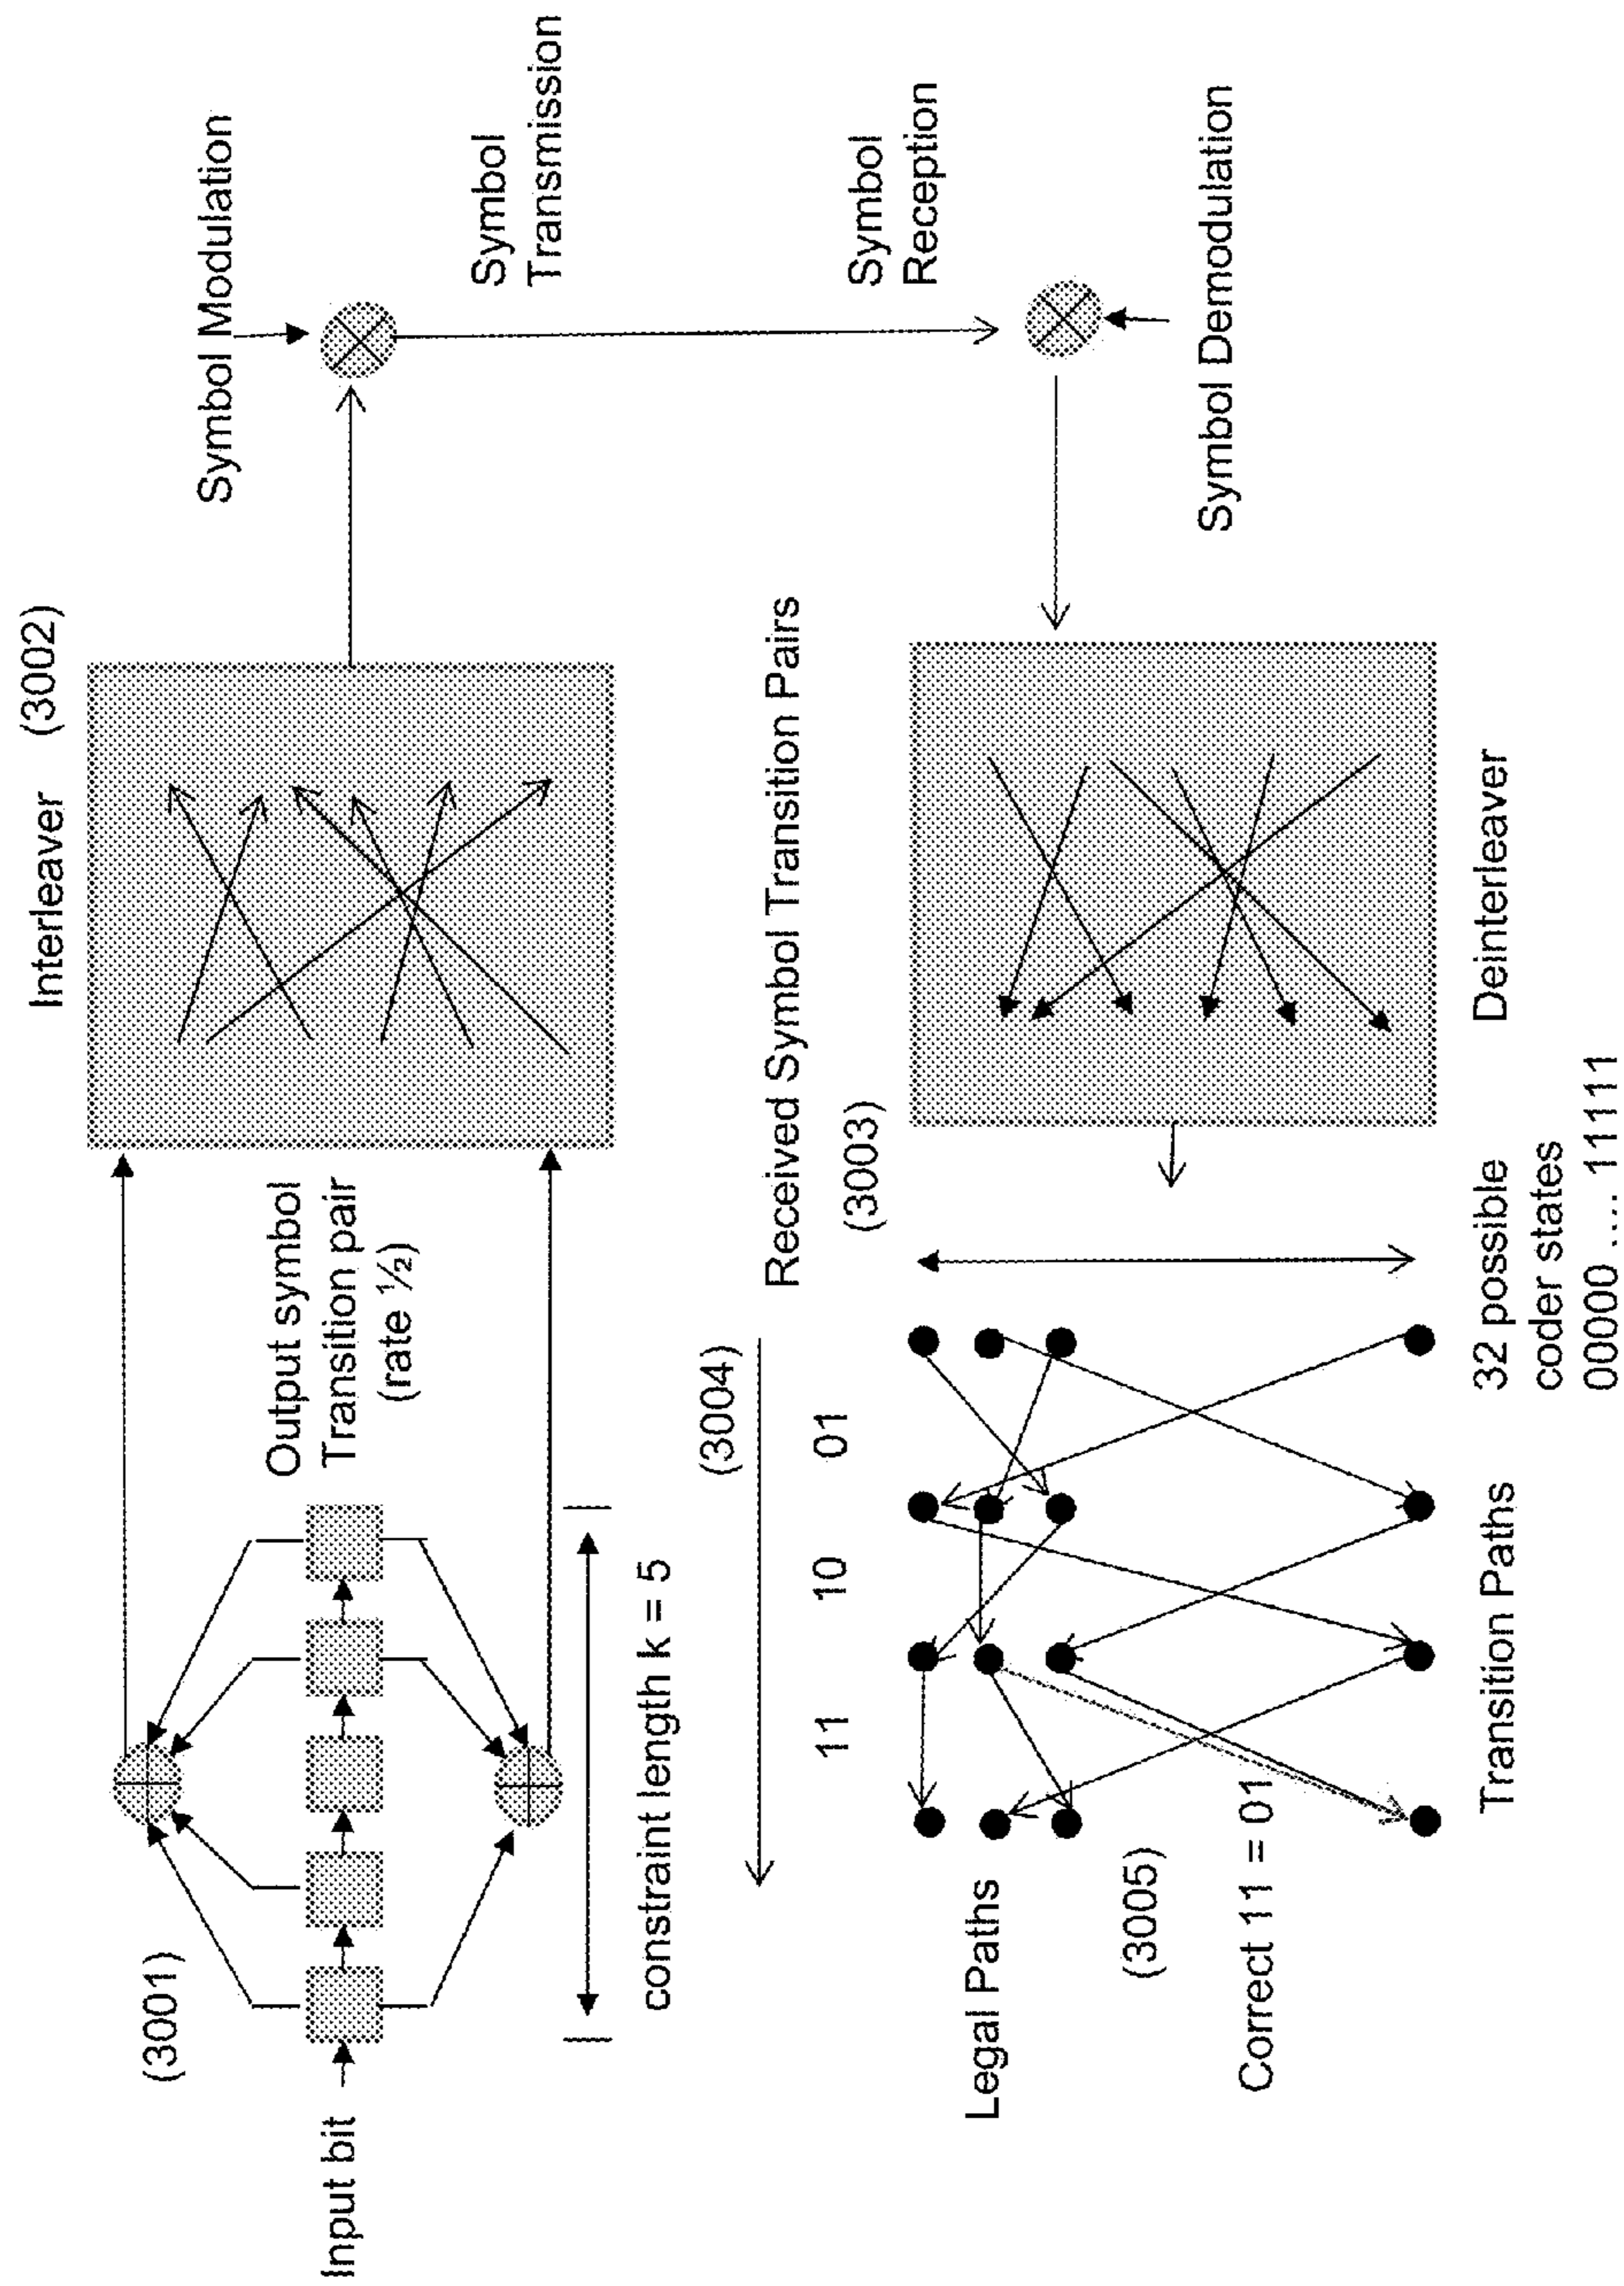 Interleaver (3002)
Symbol Modulation
(3001)
Input bit
Output symbol
Transition pair
(rate ½)
Symbol
Transmission
constraint length k = 5
(3004)
Received Symbol Transition Pairs
11 10 01
(3003)
Symbol
Reception
Legal Paths
(3005)
Correct 11 = 01
Symbol Demodulation
Transition Paths
32 possible
coder states
00000 .... 11111
Deinterleaver